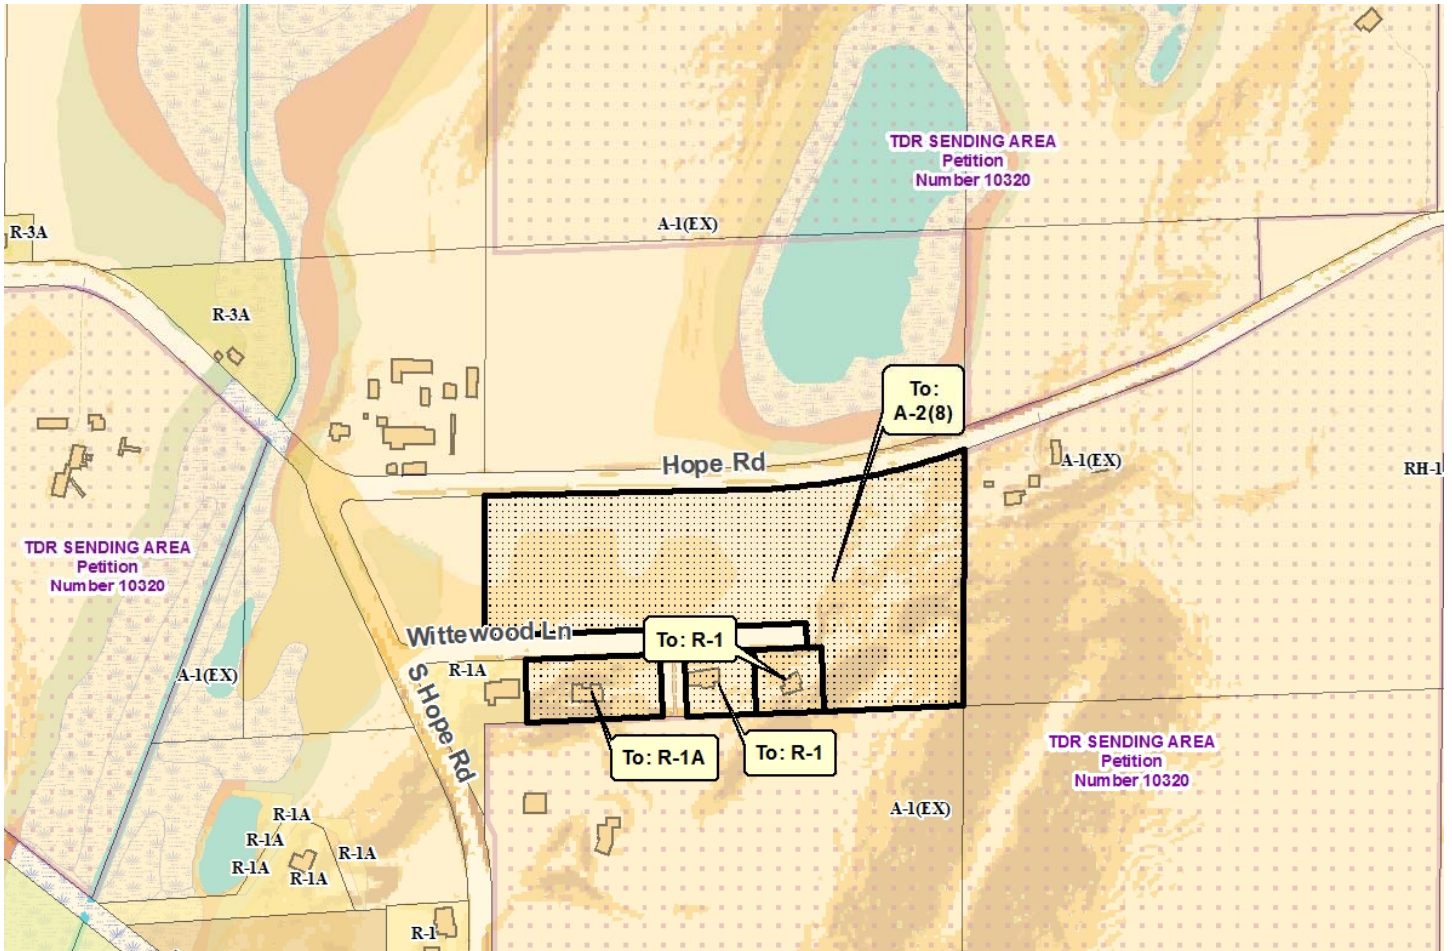 TDR SENDING AREA
Petition
Number 10320
A-1(EX)
R-3A
R-3A
To:
A-2(8)
Hope Rd
A-1(EX)
RH-1
TDR SENDING AREA
Petition
Number 10320
Wittewood Ln
To: R-1
R-1A
A-1(EX)
S Hope Rd
To: R-1A
To: R-1
TDR SENDING AREA
Petition
Number 10320
A-1(EX)
R-1A
R-1A
R-1A
R-1A
R-1A
R-1